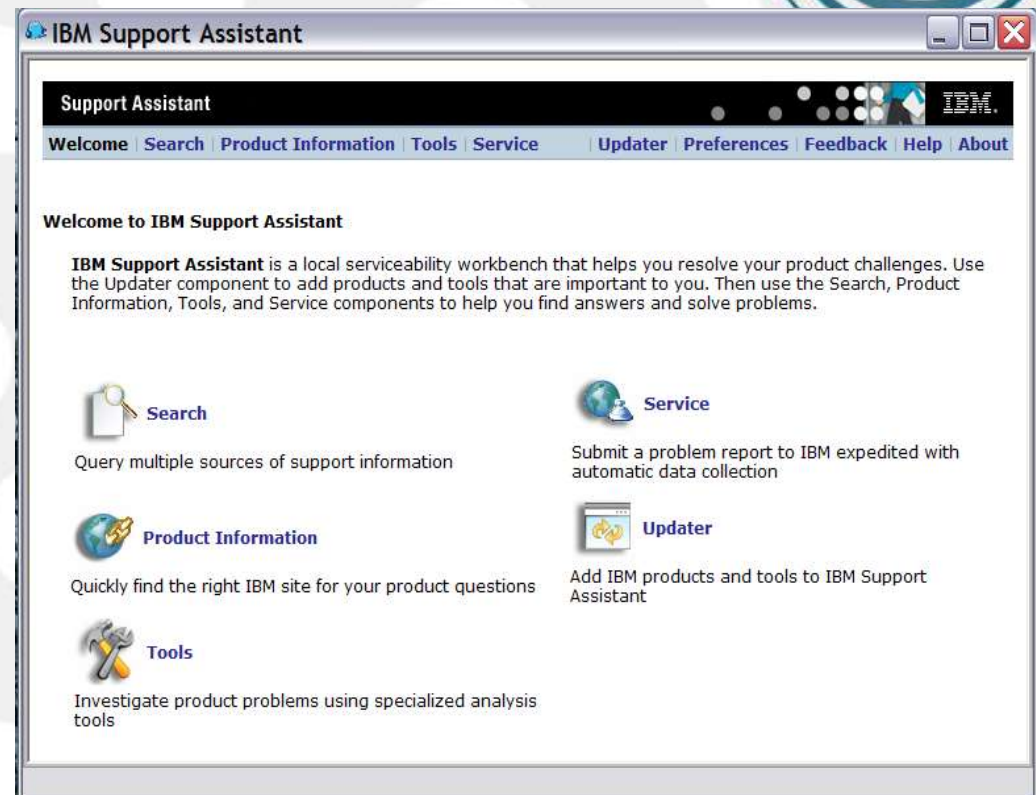 IBM Support Assistant
Support Assistant
IBM.
Welcome | Search | Product Information | Tools | Service | Updater | Preferences | Feedback | Help | About
Welcome to IBM Support Assistant
IBM Support Assistant is a local serviceability workbench that helps you resolve your product challenges. Use
the Updater component to add products and tools that are important to you. Then use the Search, Product
Information, Tools, and Service components to help you find answers and solve problems.
Search
Query multiple sources of support information
Product Information
Quickly find the right IBM site for your product questions
Tools
Investigate product problems using specialized analysis
tools
Service
Submit a problem report to IBM expedited with
automatic data collection
Updater
Add IBM products and tools to IBM Support
Assistant